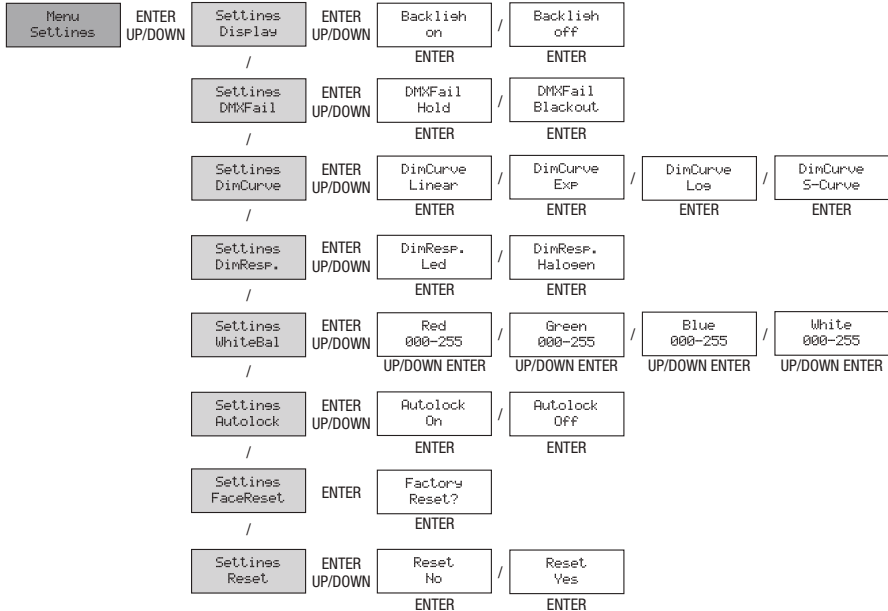 Menu
Settings
ENTER
UP/DOWN
Settings
Display
ENTER
UP/DOWN
Backligh
on
/
Backligh
off
ENTER
ENTER
/
Settings
DMXFail
ENTER
UP/DOWN
DMXFail
Hold
/
DMXFail
Blackout
ENTER
ENTER
/
Settings
DimCurve
ENTER
UP/DOWN
DimCurve
Linear
/
DimCurve
Exp
/
DimCurve
Log
/
DimCurve
S-Curve
ENTER
ENTER
ENTER
ENTER
/
Settings
DimResp.
ENTER
UP/DOWN
DimResp.
Led
/
DimResp.
Halogen
ENTER
ENTER
/
Settings
WhiteBal
ENTER
UP/DOWN
Red
000-255
/
Green
000-255
/
Blue
000-255
/
White
000-255
UP/DOWN ENTER
UP/DOWN ENTER
UP/DOWN ENTER
UP/DOWN ENTER
/
Settings
Autolock
ENTER
UP/DOWN
Autolock
On
/
Autolock
Off
ENTER
ENTER
/
Settings
FaceReset
ENTER
Factory
Reset?
ENTER
/
Settings
Reset
ENTER
UP/DOWN
Reset
No
/
Reset
Yes
ENTER
ENTER